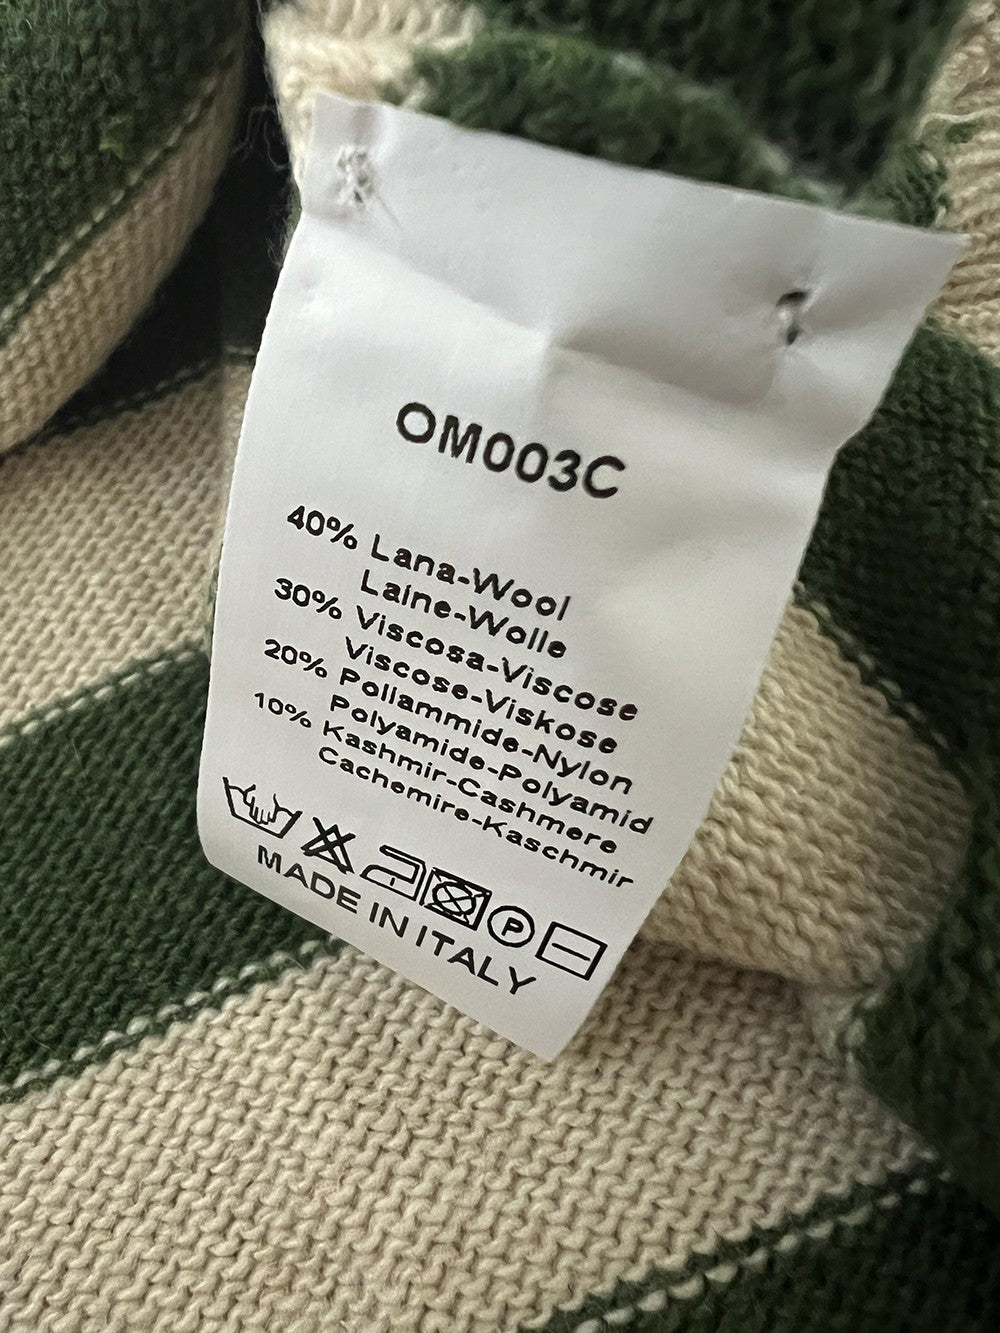 OM003C
40% Lana-Wool
Laine-Wolle
30% Viscosa-Viscose
Viscose-Viskose
20% Poliammide-Nylon
Polyamide-Polyamid
10% Kashmir-Cashmere
Cachemire-Kaschmir
P
MADE IN ITALY